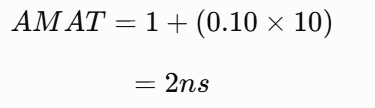 AMAT = 1 + (0.10 × 10)
= 2ns